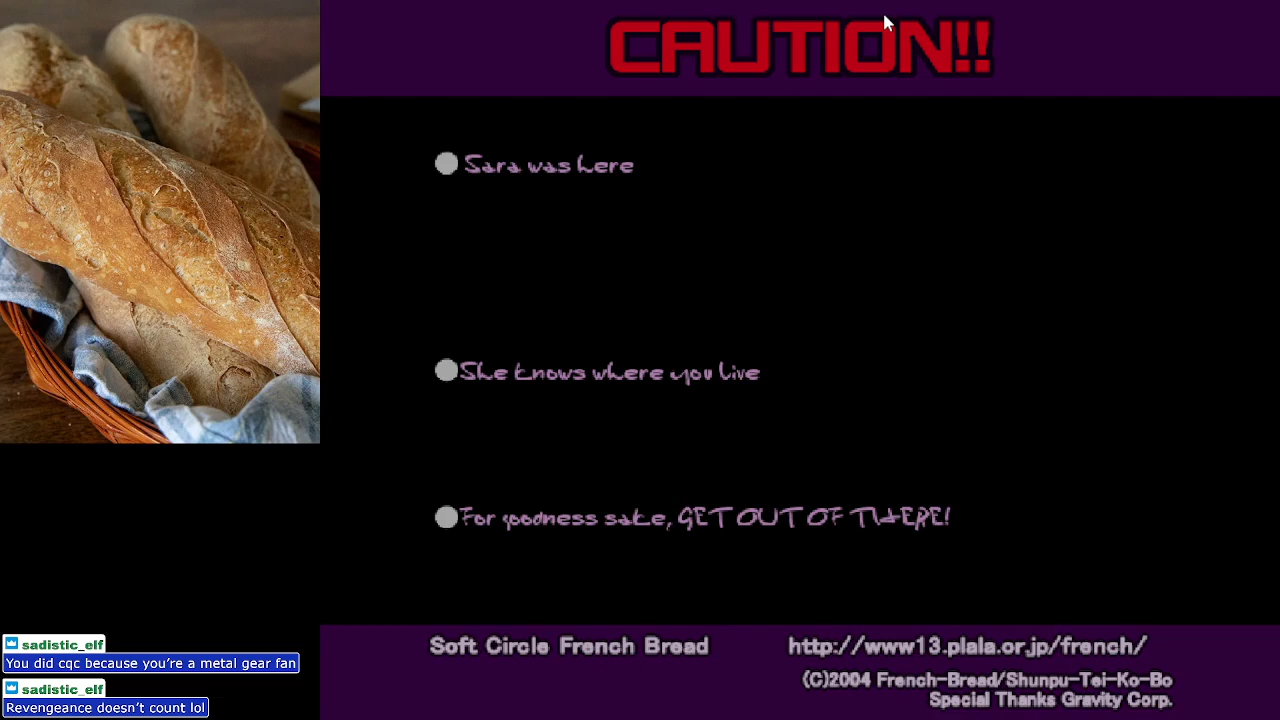 CAUTION!!
Sara was here
She knows where you live
For goodness sake, GET OUT OF THERE!
Soft Circle French Bread
http://www13.plala.or.jp/french/
(C)2004 French-Bread/Shunpu-Tei-Ko-Bo
Special Thanks Gravity Corp.
sadistic_elf
You did cqc because you're a metal gear fan
sadistic_elf
Revengeance doesn't count lol